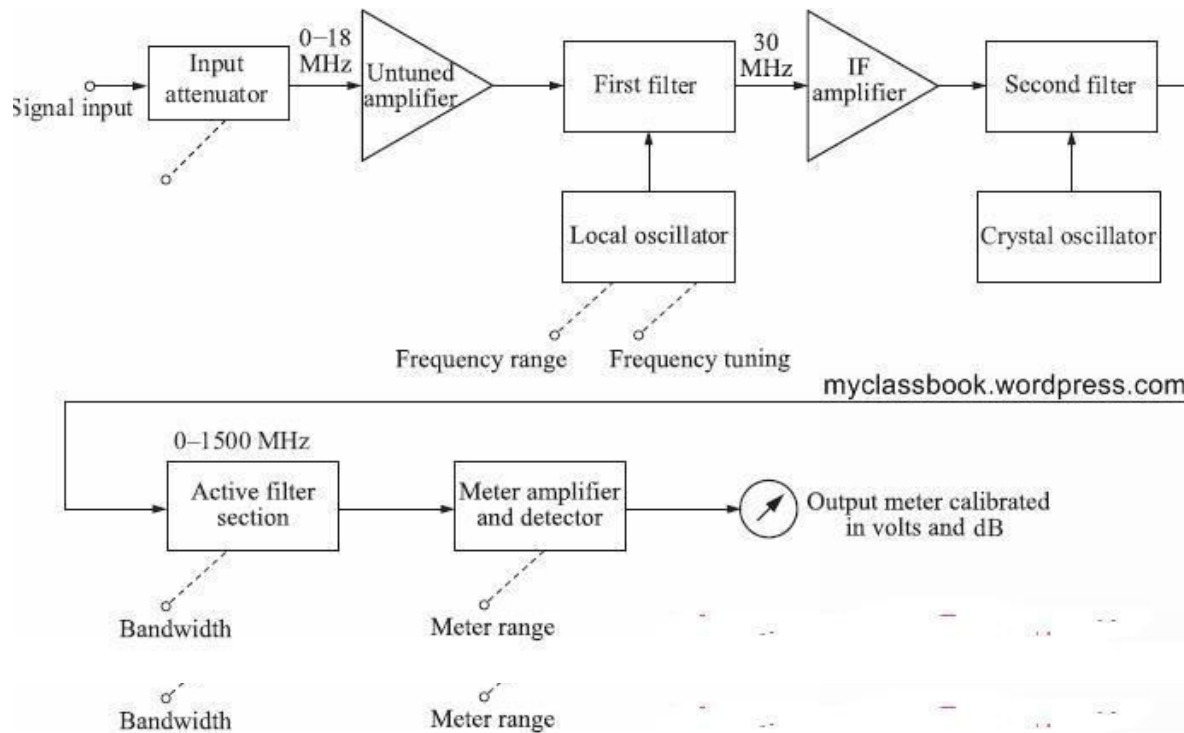 0–18
MHz
Input
attenuator
Signal input
Untuned
amplifier
First filter
30
MHz
IF
amplifier
Second filter
Local oscillator
Crystal oscillator
Frequency range
Frequency tuning
myclassbook.wordpress.com
0–1500 MHz
Active filter
section
Meter amplifier
and detector
Output meter calibrated
in volts and dB
Bandwidth
Meter range
Bandwidth
Meter range